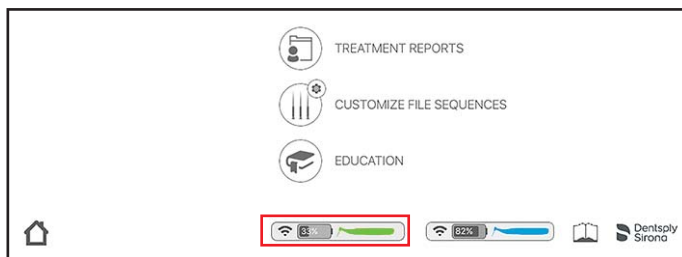 TREATMENT REPORTS
CUSTOMIZE FILE SEQUENCES
EDUCATION
33% 82% Dentsply
Sirona